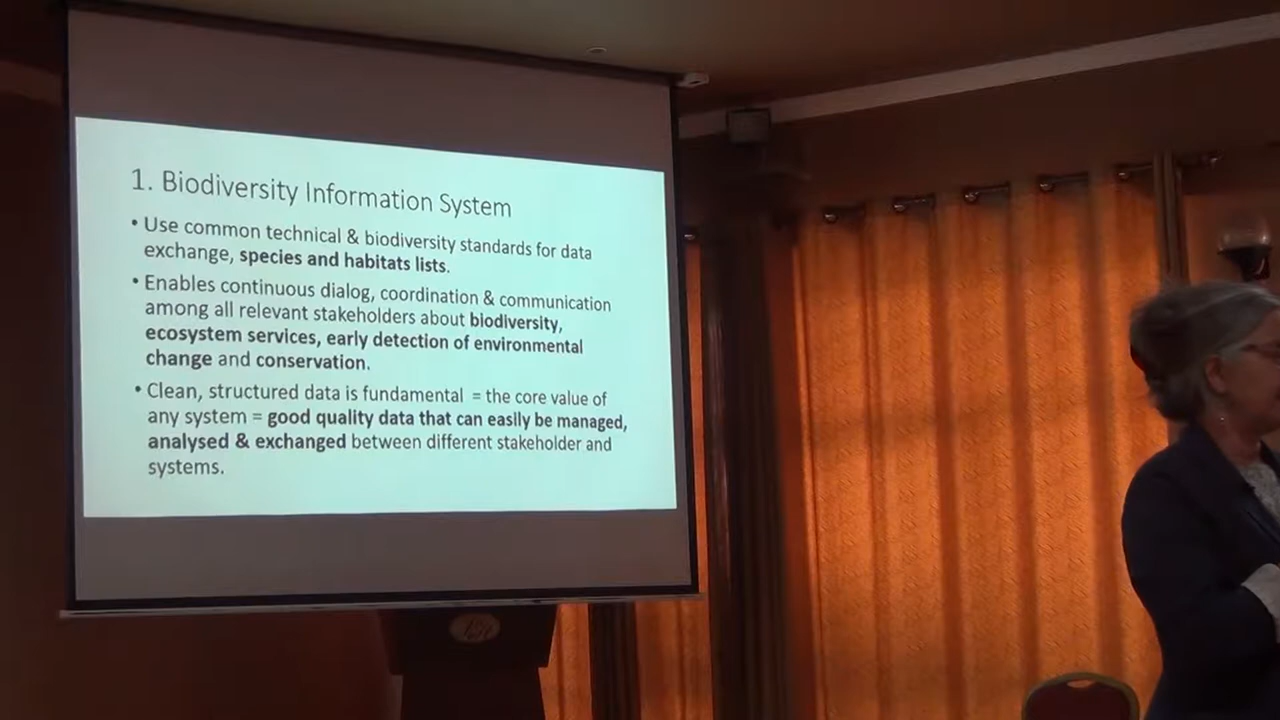 1. Biodiversity Information System
• Use common technical & biodiversity standards for data
exchange, species and habitats lists.
• Enables continuous dialog, coordination & communication
among all relevant stakeholders about biodiversity,
ecosystem services, early detection of environmental
change and conservation.
• Clean, structured data is fundamental = the core value of
any system = good quality data that can easily be managed,
analysed & exchanged between different stakeholder and
systems.